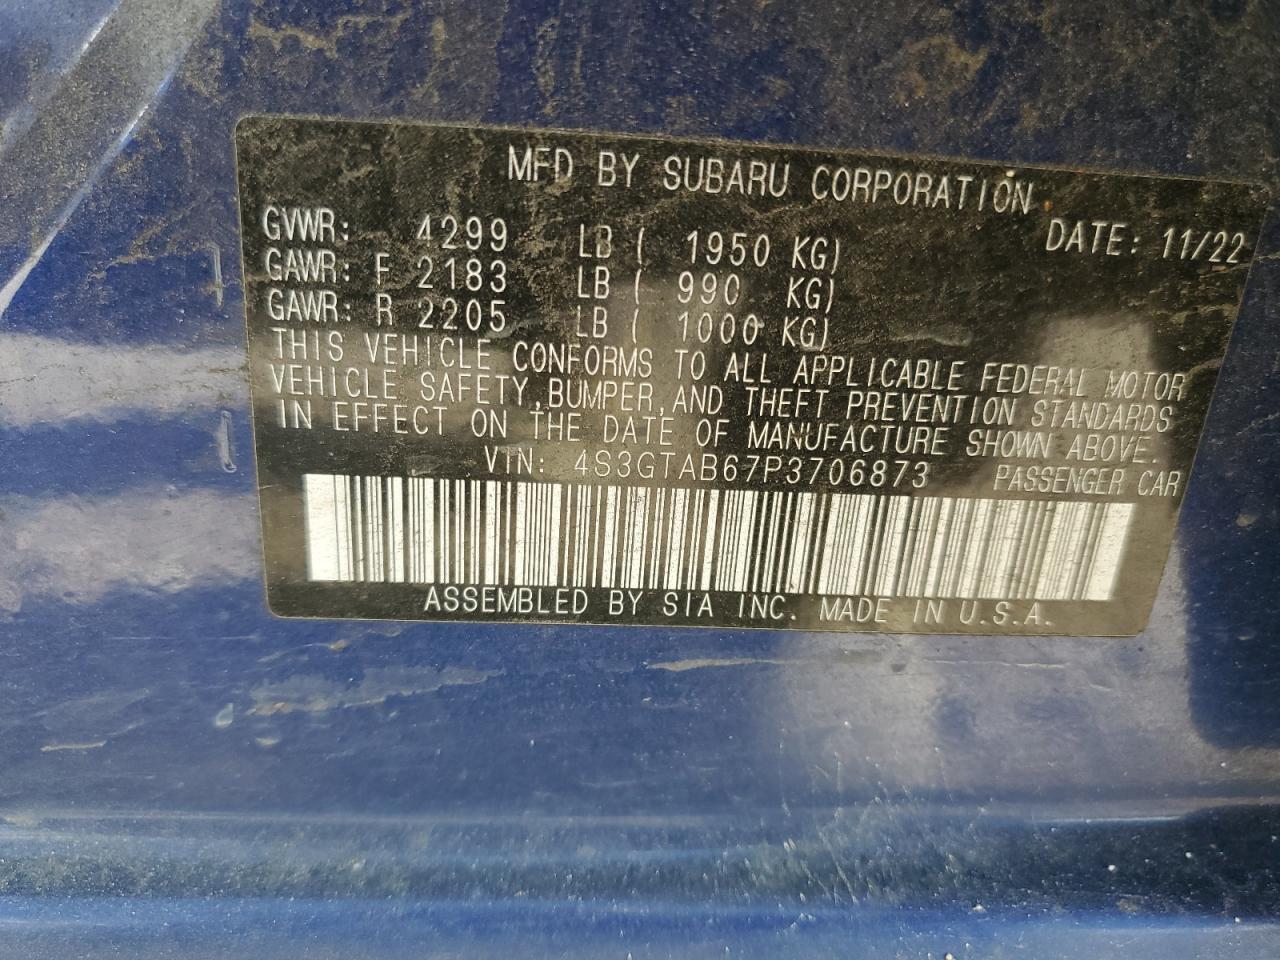 MFD BY SUBARU CORPORATION
GVWR: 4299 LB ( 1950 KG) DATE: 11/22
GAWR: F 2183 LB ( 990 KG)
GAWR: R 2205 LB ( 1000 KG)
THIS VEHICLE CONFORMS TO ALL APPLICABLE FEDERAL MOTOR
VEHICLE SAFETY, BUMPER, AND THEFT PREVENTION STANDARDS
IN EFFECT ON THE DATE OF MANUFACTURE SHOWN ABOVE.
VIN: 4S3GTAB67P3706873 PASSENGER CAR
ASSEMBLED BY SIA INC. MADE IN U.S.A.